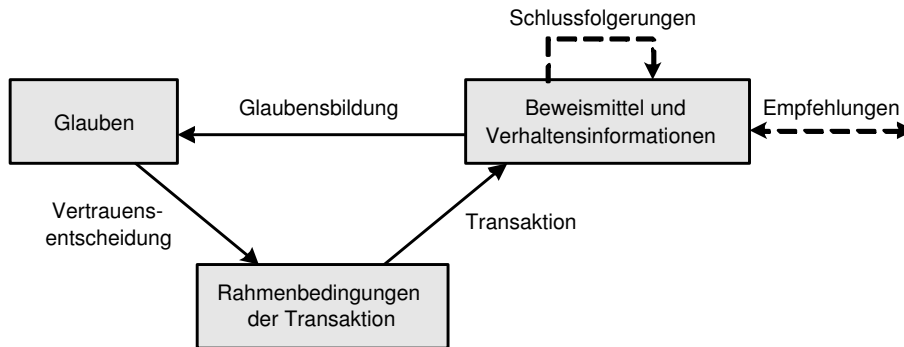 Schlussfolgerungen
Glauben
Glaubensbildung
Beweismittel und
Verhaltensinformationen
Empfehlungen
Vertrauens-
entscheidung
Transaktion
Rahmenbedingungen
der Transaktion